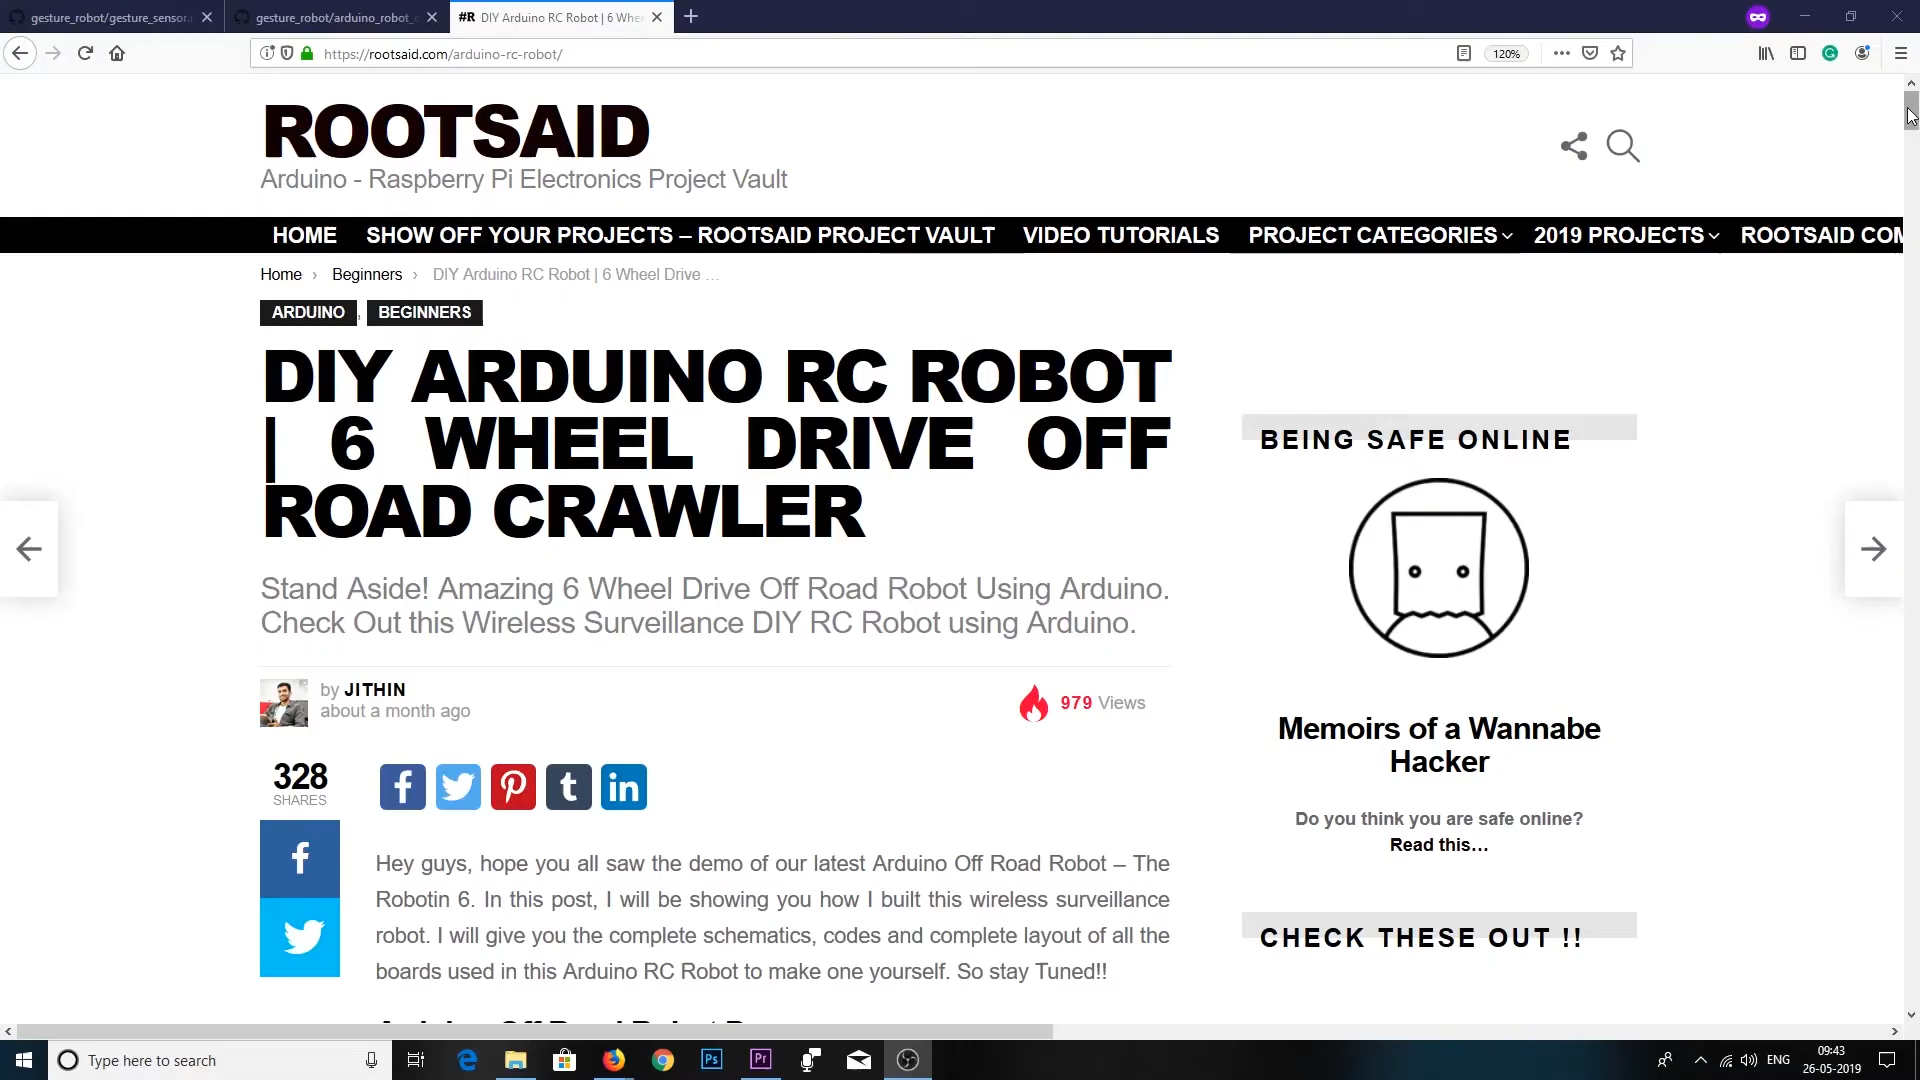 gesture_robot/gesture_sensor.
gesture_robot/arduino_robot_
#R DIY Arduino RC Robot | 6 Whe
https://rootsaid.com/arduino-rc-robot/
120%
ROOTSAID
Arduino - Raspberry Pi Electronics Project Vault
HOME SHOW OFF YOUR PROJECTS – ROOTSAID PROJECT VAULT VIDEO TUTORIALS PROJECT CATEGORIES 2019 PROJECTS ROOTSAID COM
Home › Beginners › DIY Arduino RC Robot | 6 Wheel Drive …
ARDUINO , BEGINNERS
DIY ARDUINO RC ROBOT
| 6 WHEEL DRIVE OFF
ROAD CRAWLER
Stand Aside! Amazing 6 Wheel Drive Off Road Robot Using Arduino.
Check Out this Wireless Surveillance DIY RC Robot using Arduino.
by JITHIN
about a month ago
979 Views
328
SHARES
Hey guys, hope you all saw the demo of our latest Arduino Off Road Robot – The
Robotin 6. In this post, I will be showing you how I built this wireless surveillance
robot. I will give you the complete schematics, codes and complete layout of all the
boards used in this Arduino RC Robot to make one yourself. So stay Tuned!!
BEING SAFE ONLINE
Memoirs of a Wannabe
Hacker
Do you think you are safe online?
Read this…
CHECK THESE OUT !!
Type here to search
Ps
Pr
ENG
09:43
26-05-2019